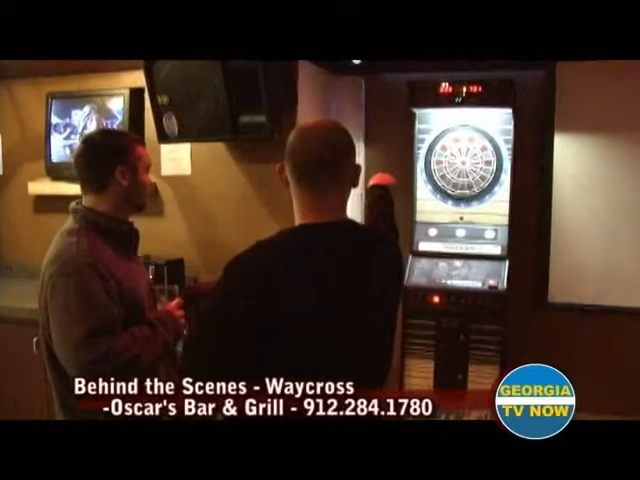 Behind the Scenes - Waycross
-Oscar's Bar & Grill - 912.284.1780
GEORGIA
TV NOW